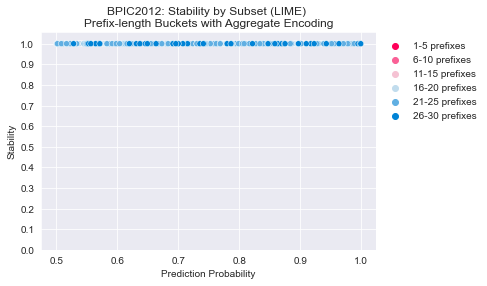 BPIC2012: Stability by Subset (LIME)
Prefix-length Buckets with Aggregate Encoding
1.0
0.9
0.8
0.7
0.6
0.5
0.4
0.3
0.2
0.1
0.0
Stability
0.5 0.6 0.7 0.8 0.9 1.0
Prediction Probability
1-5 prefixes
6-10 prefixes
11-15 prefixes
16-20 prefixes
21-25 prefixes
26-30 prefixes